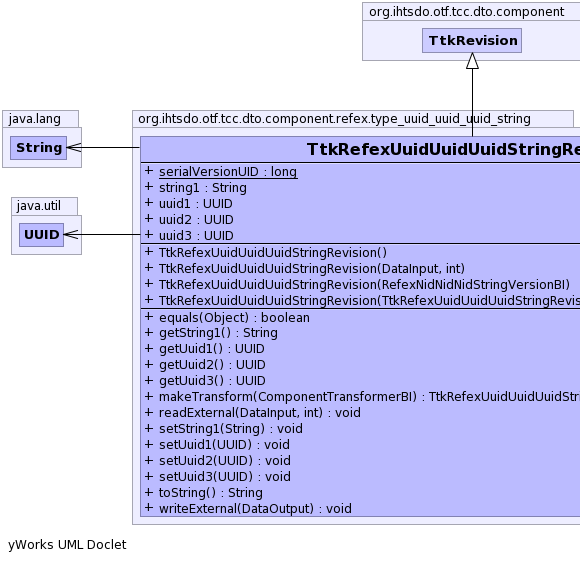 org.ihtsdo.otf.tcc.dto.component
TtkRevision
java.lang
String
org.ihtsdo.otf.tcc.dto.component.refex.type_uuid_uuid_uuid_string
TtkRefexUuidUuidUuidStringRe
+ serialVersionUID : long
+ string1 : String
+ uuid1 : UUID
+ uuid2 : UUID
+ uuid3 : UUID
java.util
UUID
+ TtkRefexUuidUuidUuidStringRevision()
+ TtkRefexUuidUuidUuidStringRevision(DataInput, int)
+ TtkRefexUuidUuidUuidStringRevision(RefexNidNidNidStringVersionBI)
+ TtkRefexUuidUuidUuidStringRevision(TtkRefexUuidUuidUuidStringRevis
+ equals(Object) : boolean
+ getString1() : String
+ getUuid1() : UUID
+ getUuid2() : UUID
+ getUuid3() : UUID
+ makeTransform(ComponentTransformerBI) : TtkRefexUuidUuidUuidStr
+ readExternal(DataInput, int) : void
+ setString1(String) : void
+ setUuid1(UUID) : void
+ setUuid2(UUID) : void
+ setUuid3(UUID) : void
+ toString() : String
+ writeExternal(DataOutput) : void
yWorks UML Doclet